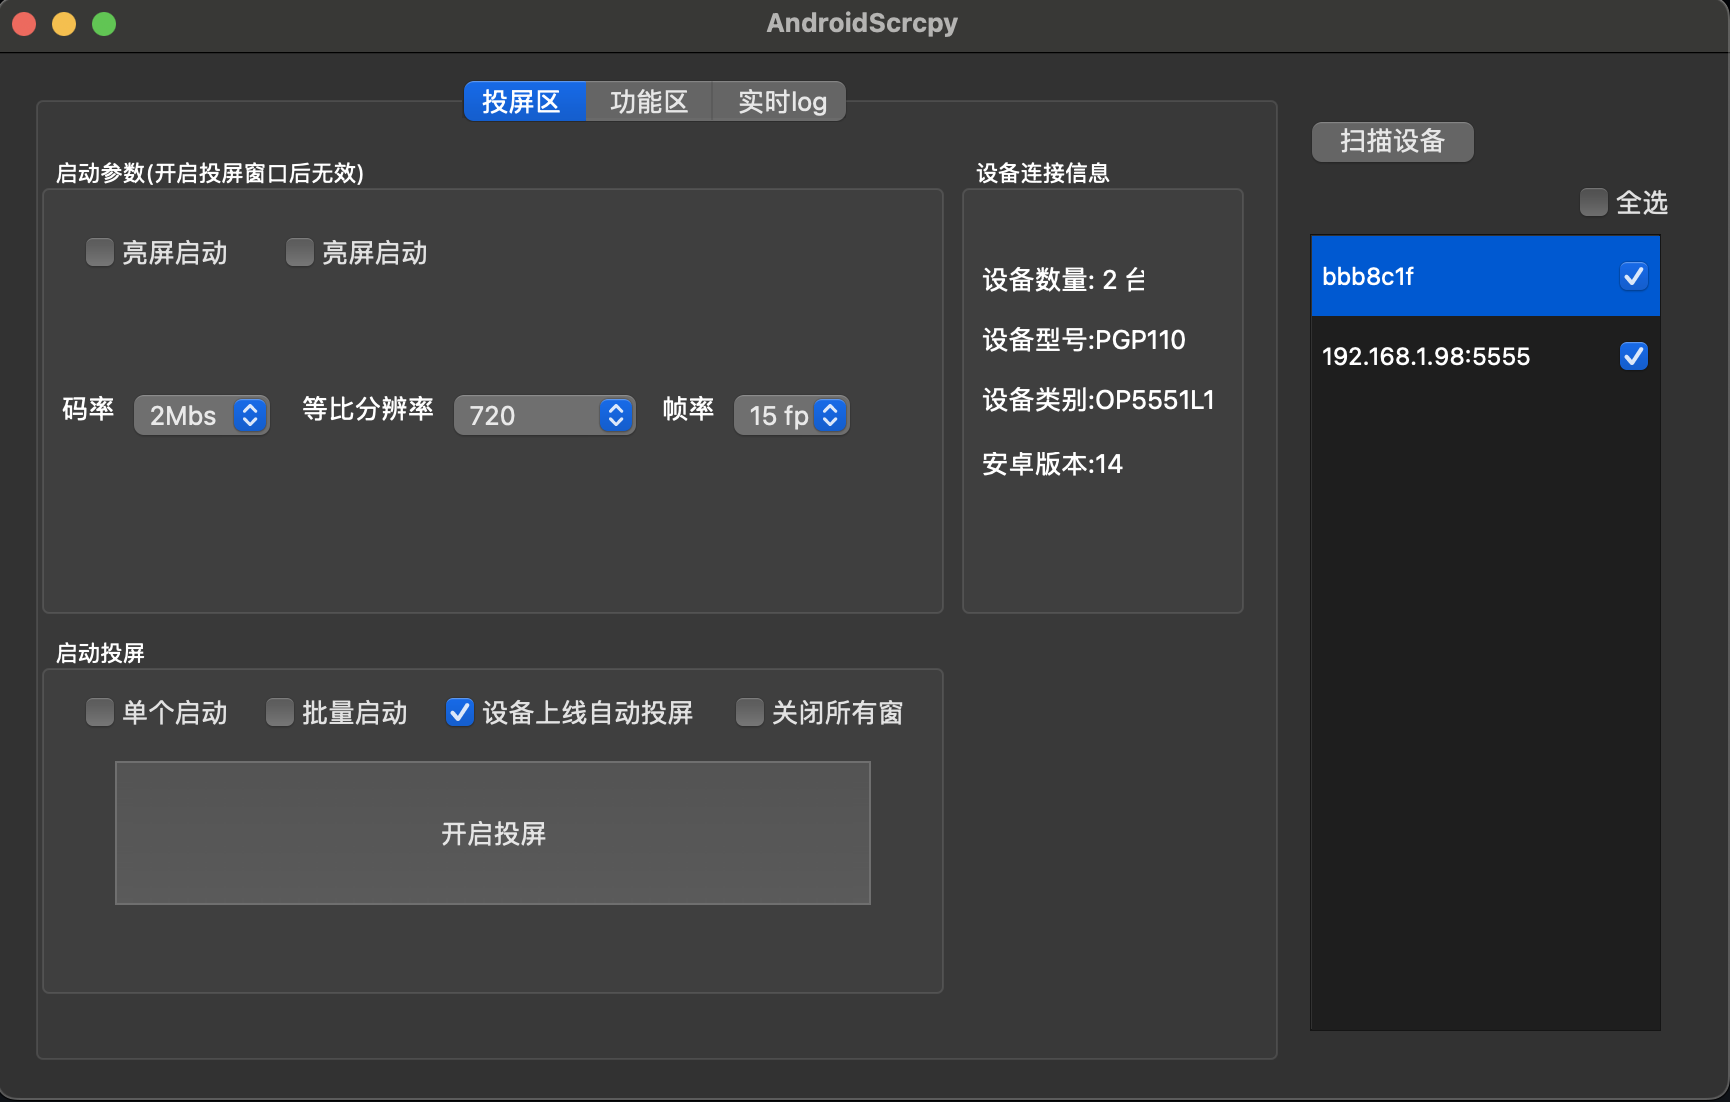 AndroidScrcpy
投屏区 功能区 实时log
扫描设备
全选
启动参数(开启投屏窗口后无效)
亮屏启动 亮屏启动
码率 2Mbs 等比分辨率 720 帧率 15 fp
设备连接信息
设备数量: 2 台
设备型号:PGP110
设备类别:OP5551L1
安卓版本:14
启动投屏
单个启动 批量启动 设备上线自动投屏 关闭所有窗
开启投屏
bbb8c1f
192.168.1.98:5555